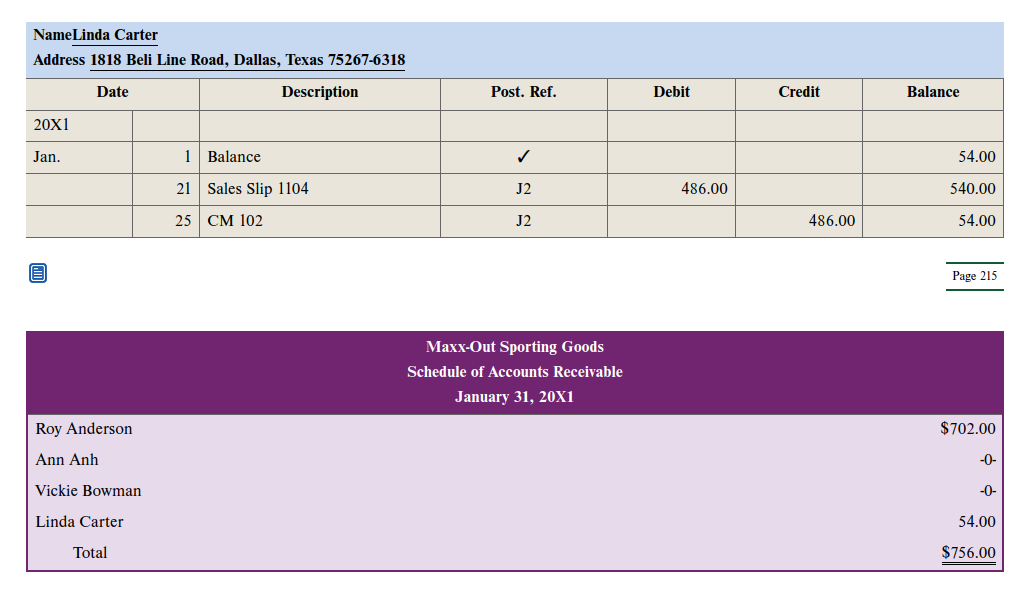 Name Linda Carter
Address 1818 Beli Line Road, Dallas, Texas 75267-6318
Date Description Post. Ref. Debit Credit Balance
20X1
Jan. 1 Balance ✓ 54.00
21 Sales Slip 1104 J2 486.00 540.00
25 CM 102 J2 486.00 54.00
Page 215
Maxx-Out Sporting Goods
Schedule of Accounts Receivable
January 31, 20X1
Roy Anderson $702.00
Ann Anh -0-
Vickie Bowman -0-
Linda Carter 54.00
Total $756.00